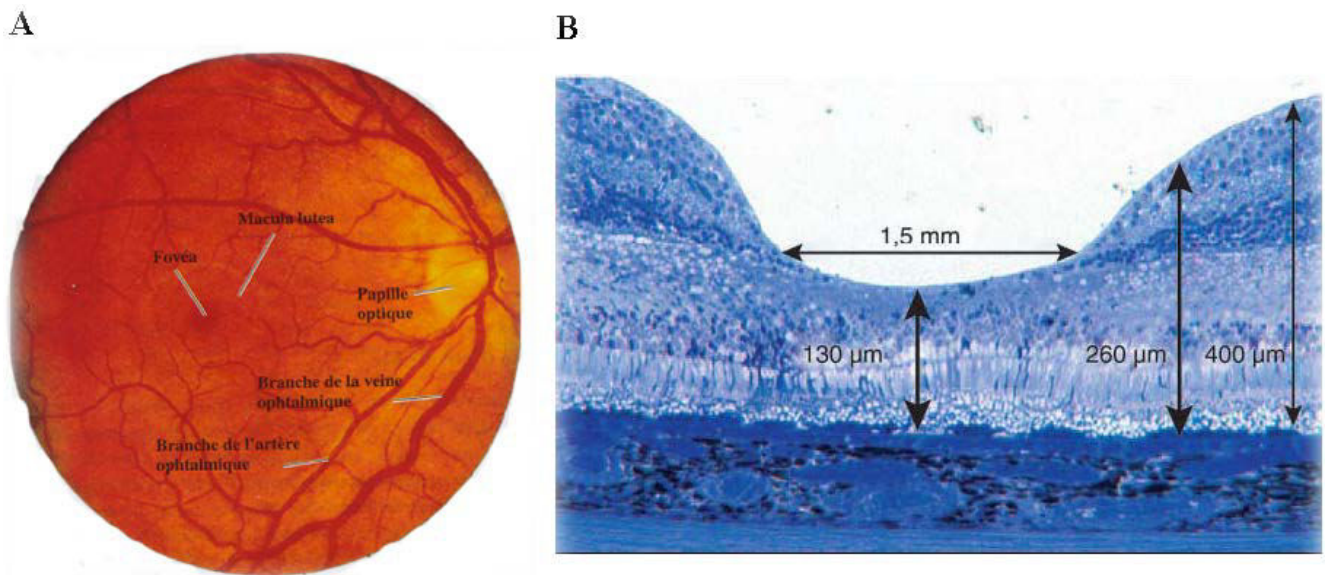 A
B
Macula lutea
Fovéa
Papille
optique
Branche de la veine
ophtalmique
Branche de l'artère
ophtalmique
1,5 mm
130 µm
260 µm
400 µm